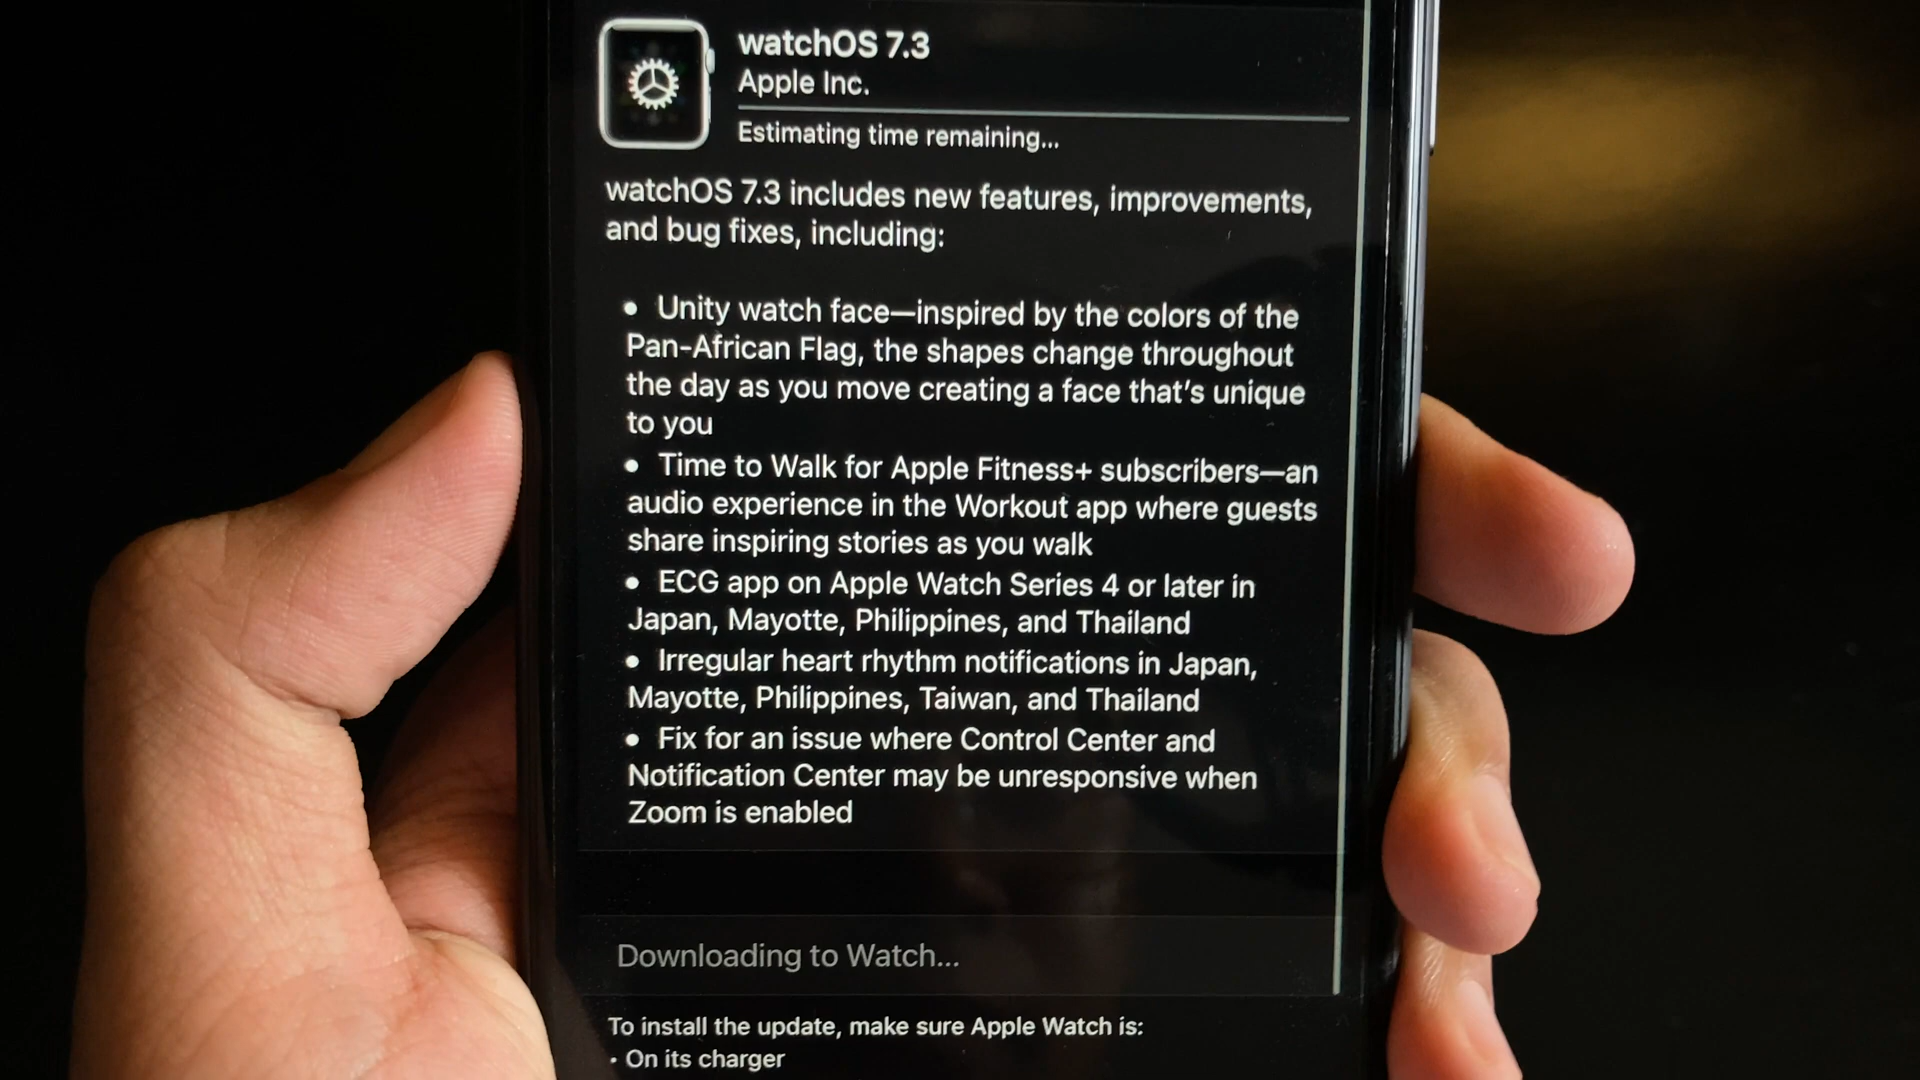 watchOS 7.3
Apple Inc.
Estimating time remaining...
watchOS 7.3 includes new features, improvements,
and bug fixes, including:
• Unity watch face—inspired by the colors of the
Pan-African Flag, the shapes change throughout
the day as you move creating a face that's unique
to you
• Time to Walk for Apple Fitness+ subscribers—an
audio experience in the Workout app where guests
share inspiring stories as you walk
• ECG app on Apple Watch Series 4 or later in
Japan, Mayotte, Philippines, and Thailand
• Irregular heart rhythm notifications in Japan,
Mayotte, Philippines, Taiwan, and Thailand
• Fix for an issue where Control Center and
Notification Center may be unresponsive when
Zoom is enabled
Downloading to Watch...
To install the update, make sure Apple Watch is:
• On its charger